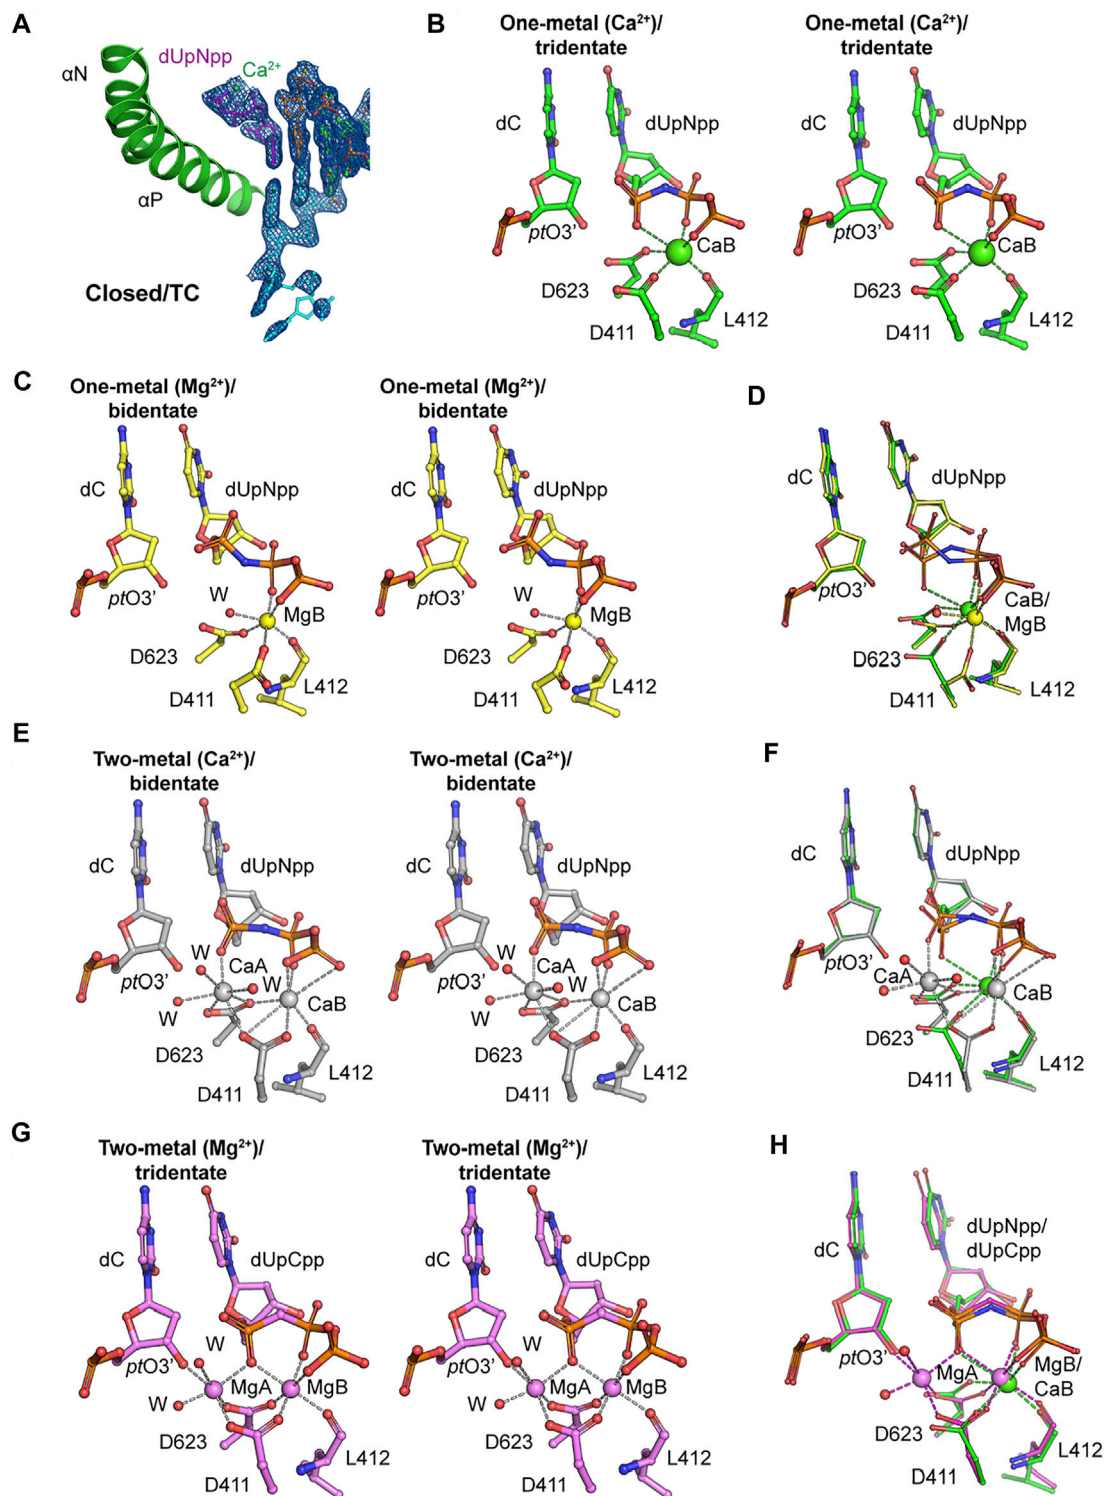 A
αN
dUpNpp
Ca²⁺
αP
Closed/TC
B
One-metal (Ca²⁺)/
tridentate
dC
dUpNpp
ptO3'
CaB
D623
D411
L412
One-metal (Ca²⁺)/
tridentate
dC
dUpNpp
ptO3'
CaB
D623
D411
L412
C
One-metal (Mg²⁺)/
bidentate
dC
dUpNpp
ptO3'
W
MgB
D623
D411
L412
One-metal (Mg²⁺)/
bidentate
dC
dUpNpp
ptO3'
W
MgB
D623
D411
L412
D
dC
dUpNpp
ptO3'
CaB/
MgB
D623
D411
L412
E
Two-metal (Ca²⁺)/
bidentate
dC
dUpNpp
W
ptO3'
CaA
W
W
CaB
D623
D411
L412
Two-metal (Ca²⁺)/
bidentate
dC
dUpNpp
W
ptO3'
CaA
W
W
CaB
D623
D411
L412
F
dC
dUpNpp
ptO3'
CaA
CaB
D623
D411
L412
G
Two-metal (Mg²⁺)/
tridentate
dC
dUpCpp
W
ptO3'
MgA
MgB
W
D623
D411
L412
Two-metal (Mg²⁺)/
tridentate
dC
dUpCpp
W
ptO3'
MgA
MgB
W
D623
D411
L412
H
dC
dUpNpp/
dUpCpp
ptO3'
MgA
MgB/
CaB
D623
D411
L412